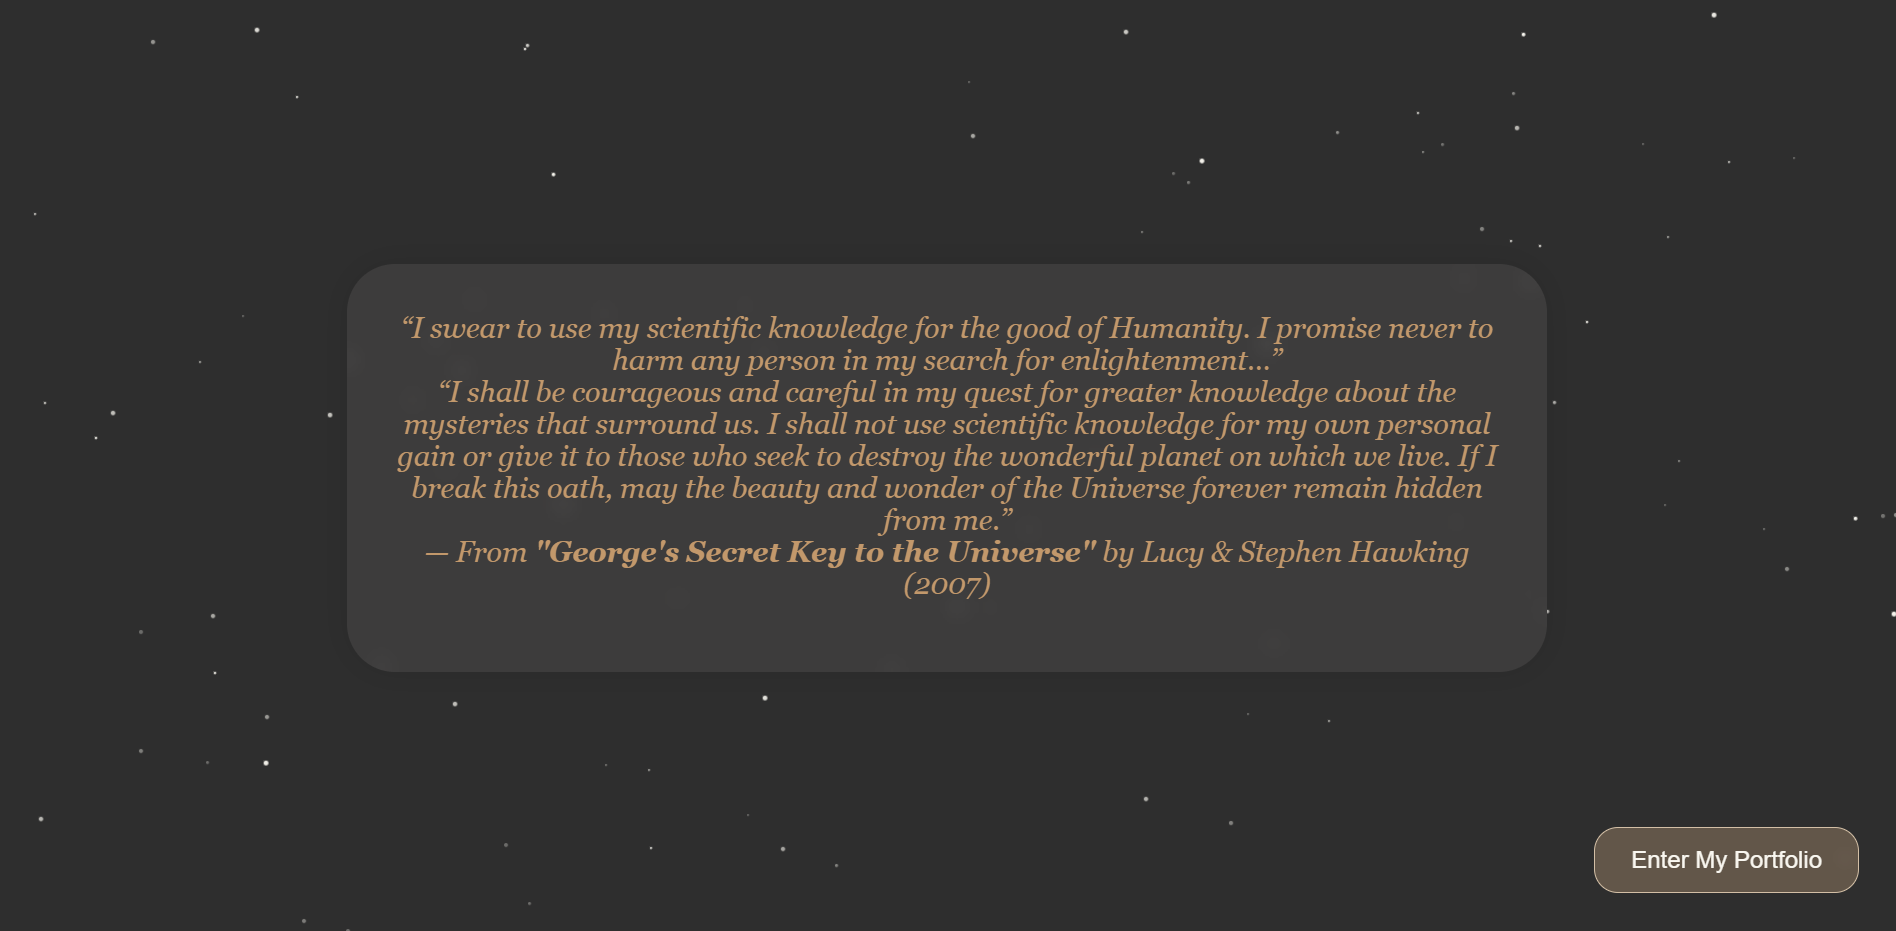 “I swear to use my scientific knowledge for the good of Humanity. I promise never to
harm any person in my search for enlightenment...”
“I shall be courageous and careful in my quest for greater knowledge about the
mysteries that surround us. I shall not use scientific knowledge for my own personal
gain or give it to those who seek to destroy the wonderful planet on which we live. If I
break this oath, may the beauty and wonder of the Universe forever remain hidden
from me.”
— From "George's Secret Key to the Universe" by Lucy & Stephen Hawking
(2007)
Enter My Portfolio